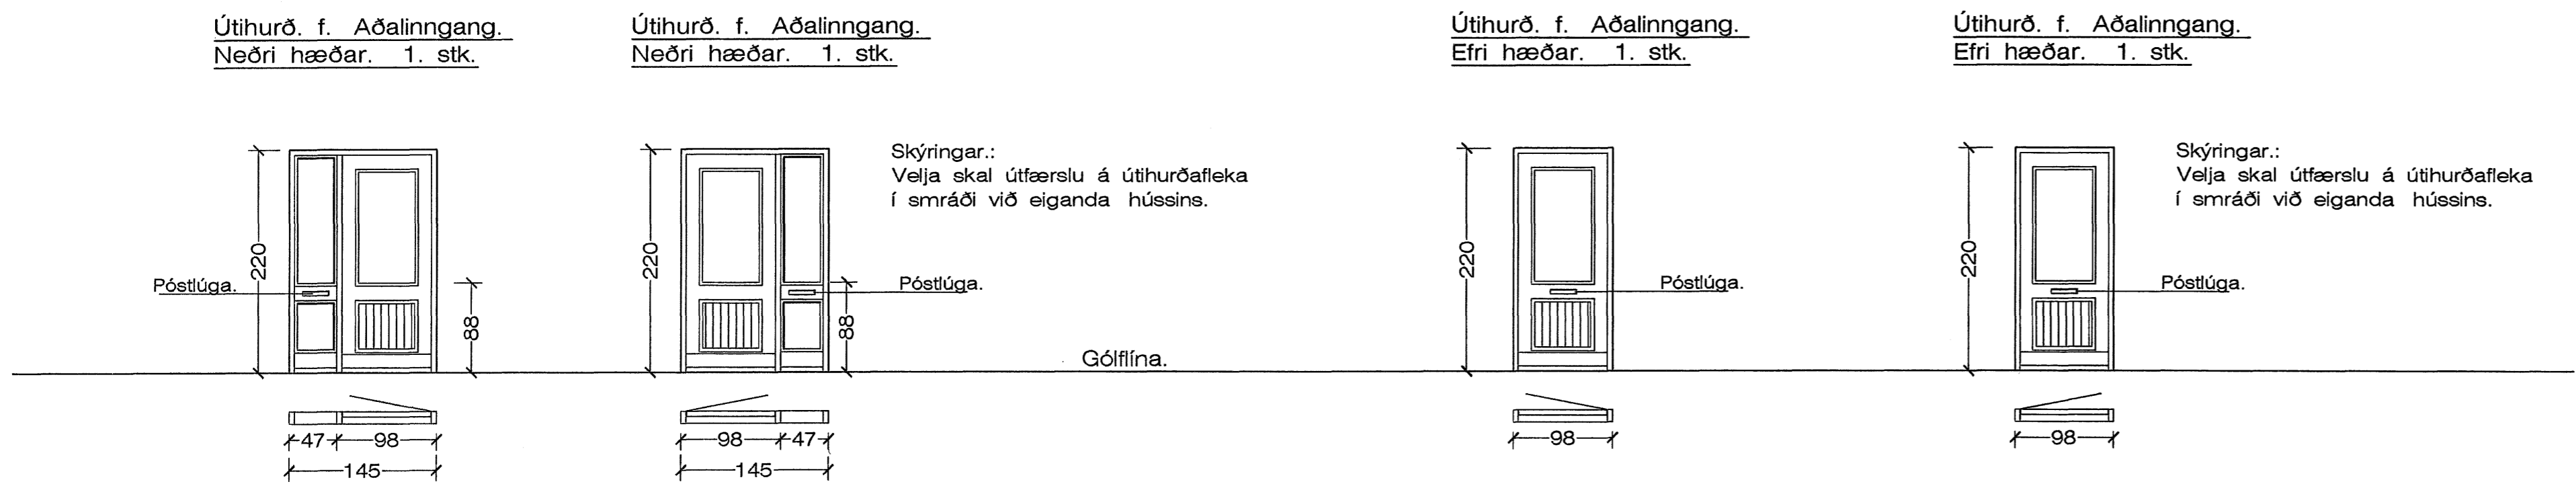 Útihurð. f. Aðalinngang.
Neðri hæðar. 1. stk.
Útihurð. f. Aðalinngang.
Neðri hæðar. 1. stk.
Útihurð. f. Aðalinngang.
Efri hæðar. 1. stk.
Útihurð. f. Aðalinngang.
Efri hæðar. 1. stk.
220
Póstlúga.
88
47
98
145
220
Skýringar.:
Velja skal útfærslu á útihurðafleka
í smráði við eiganda hússins.
Póstlúga.
88
98
47
145
Gólflína.
220
Póstlúga.
98
220
Skýringar.:
Velja skal útfærslu á útihurðafleka
í smráði við eiganda hússins.
Póstlúga.
98